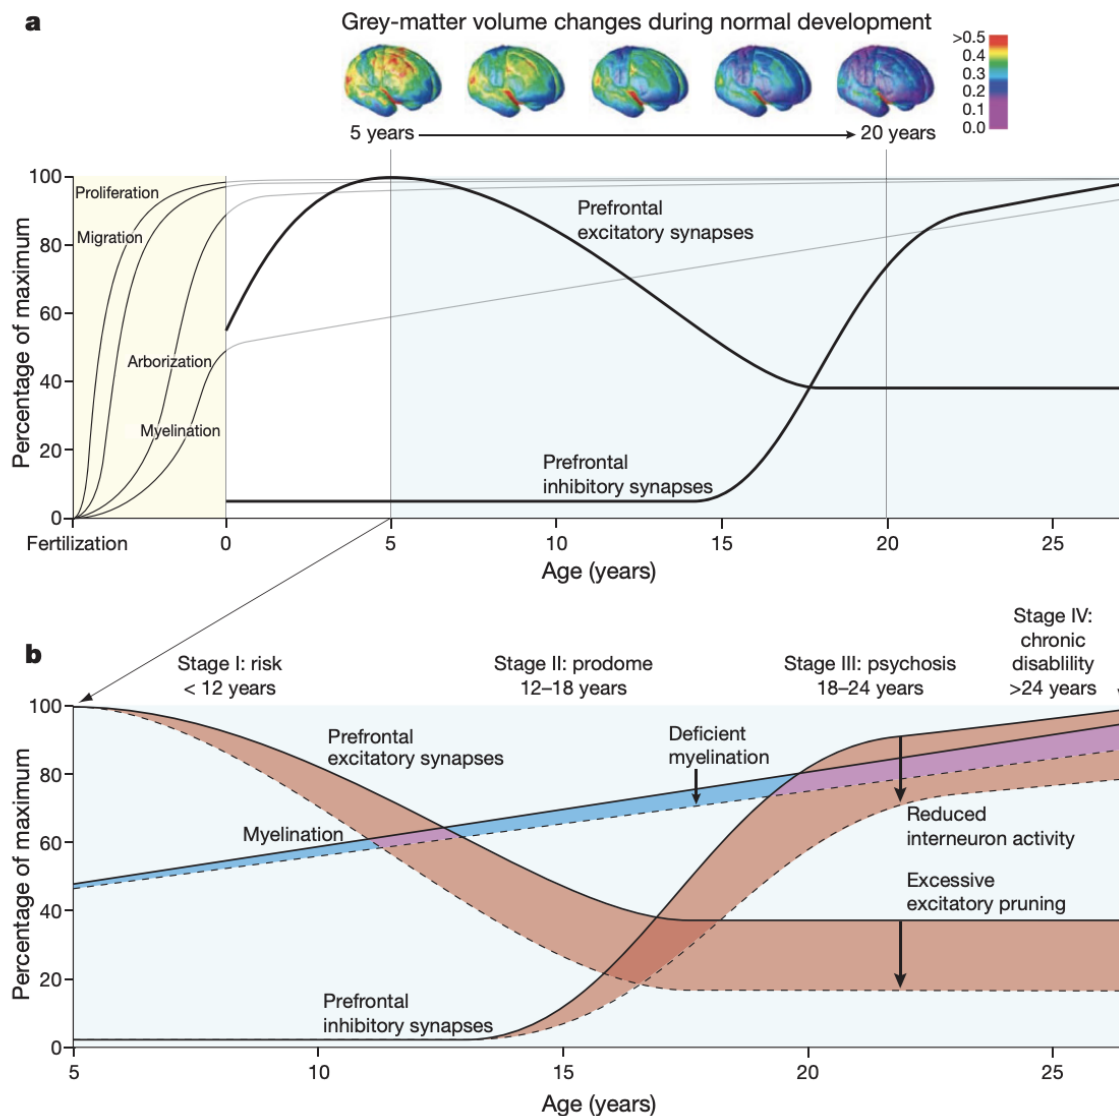 a
Grey-matter volume changes during normal development
>0.5
0.4
0.3
0.2
0.1
0.0
5 years
20 years
100
80
60
40
20
0
Percentage of maximum
Proliferation
Migration
Arborization
Myelination
Prefrontal
excitatory synapses
Prefrontal
inhibitory synapses
Fertilization
0
5
10
15
20
25
Age (years)
b
Stage I: risk
< 12 years
Stage II: prodome
12–18 years
Stage III: psychosis
18–24 years
Stage IV:
chronic
disablility
>24 years
100
80
60
40
20
0
Percentage of maximum
Prefrontal
excitatory synapses
Deficient
myelination
Myelination
Reduced
interneuron activity
Excessive
excitatory pruning
Prefrontal
inhibitory synapses
5
10
15
20
25
Age (years)